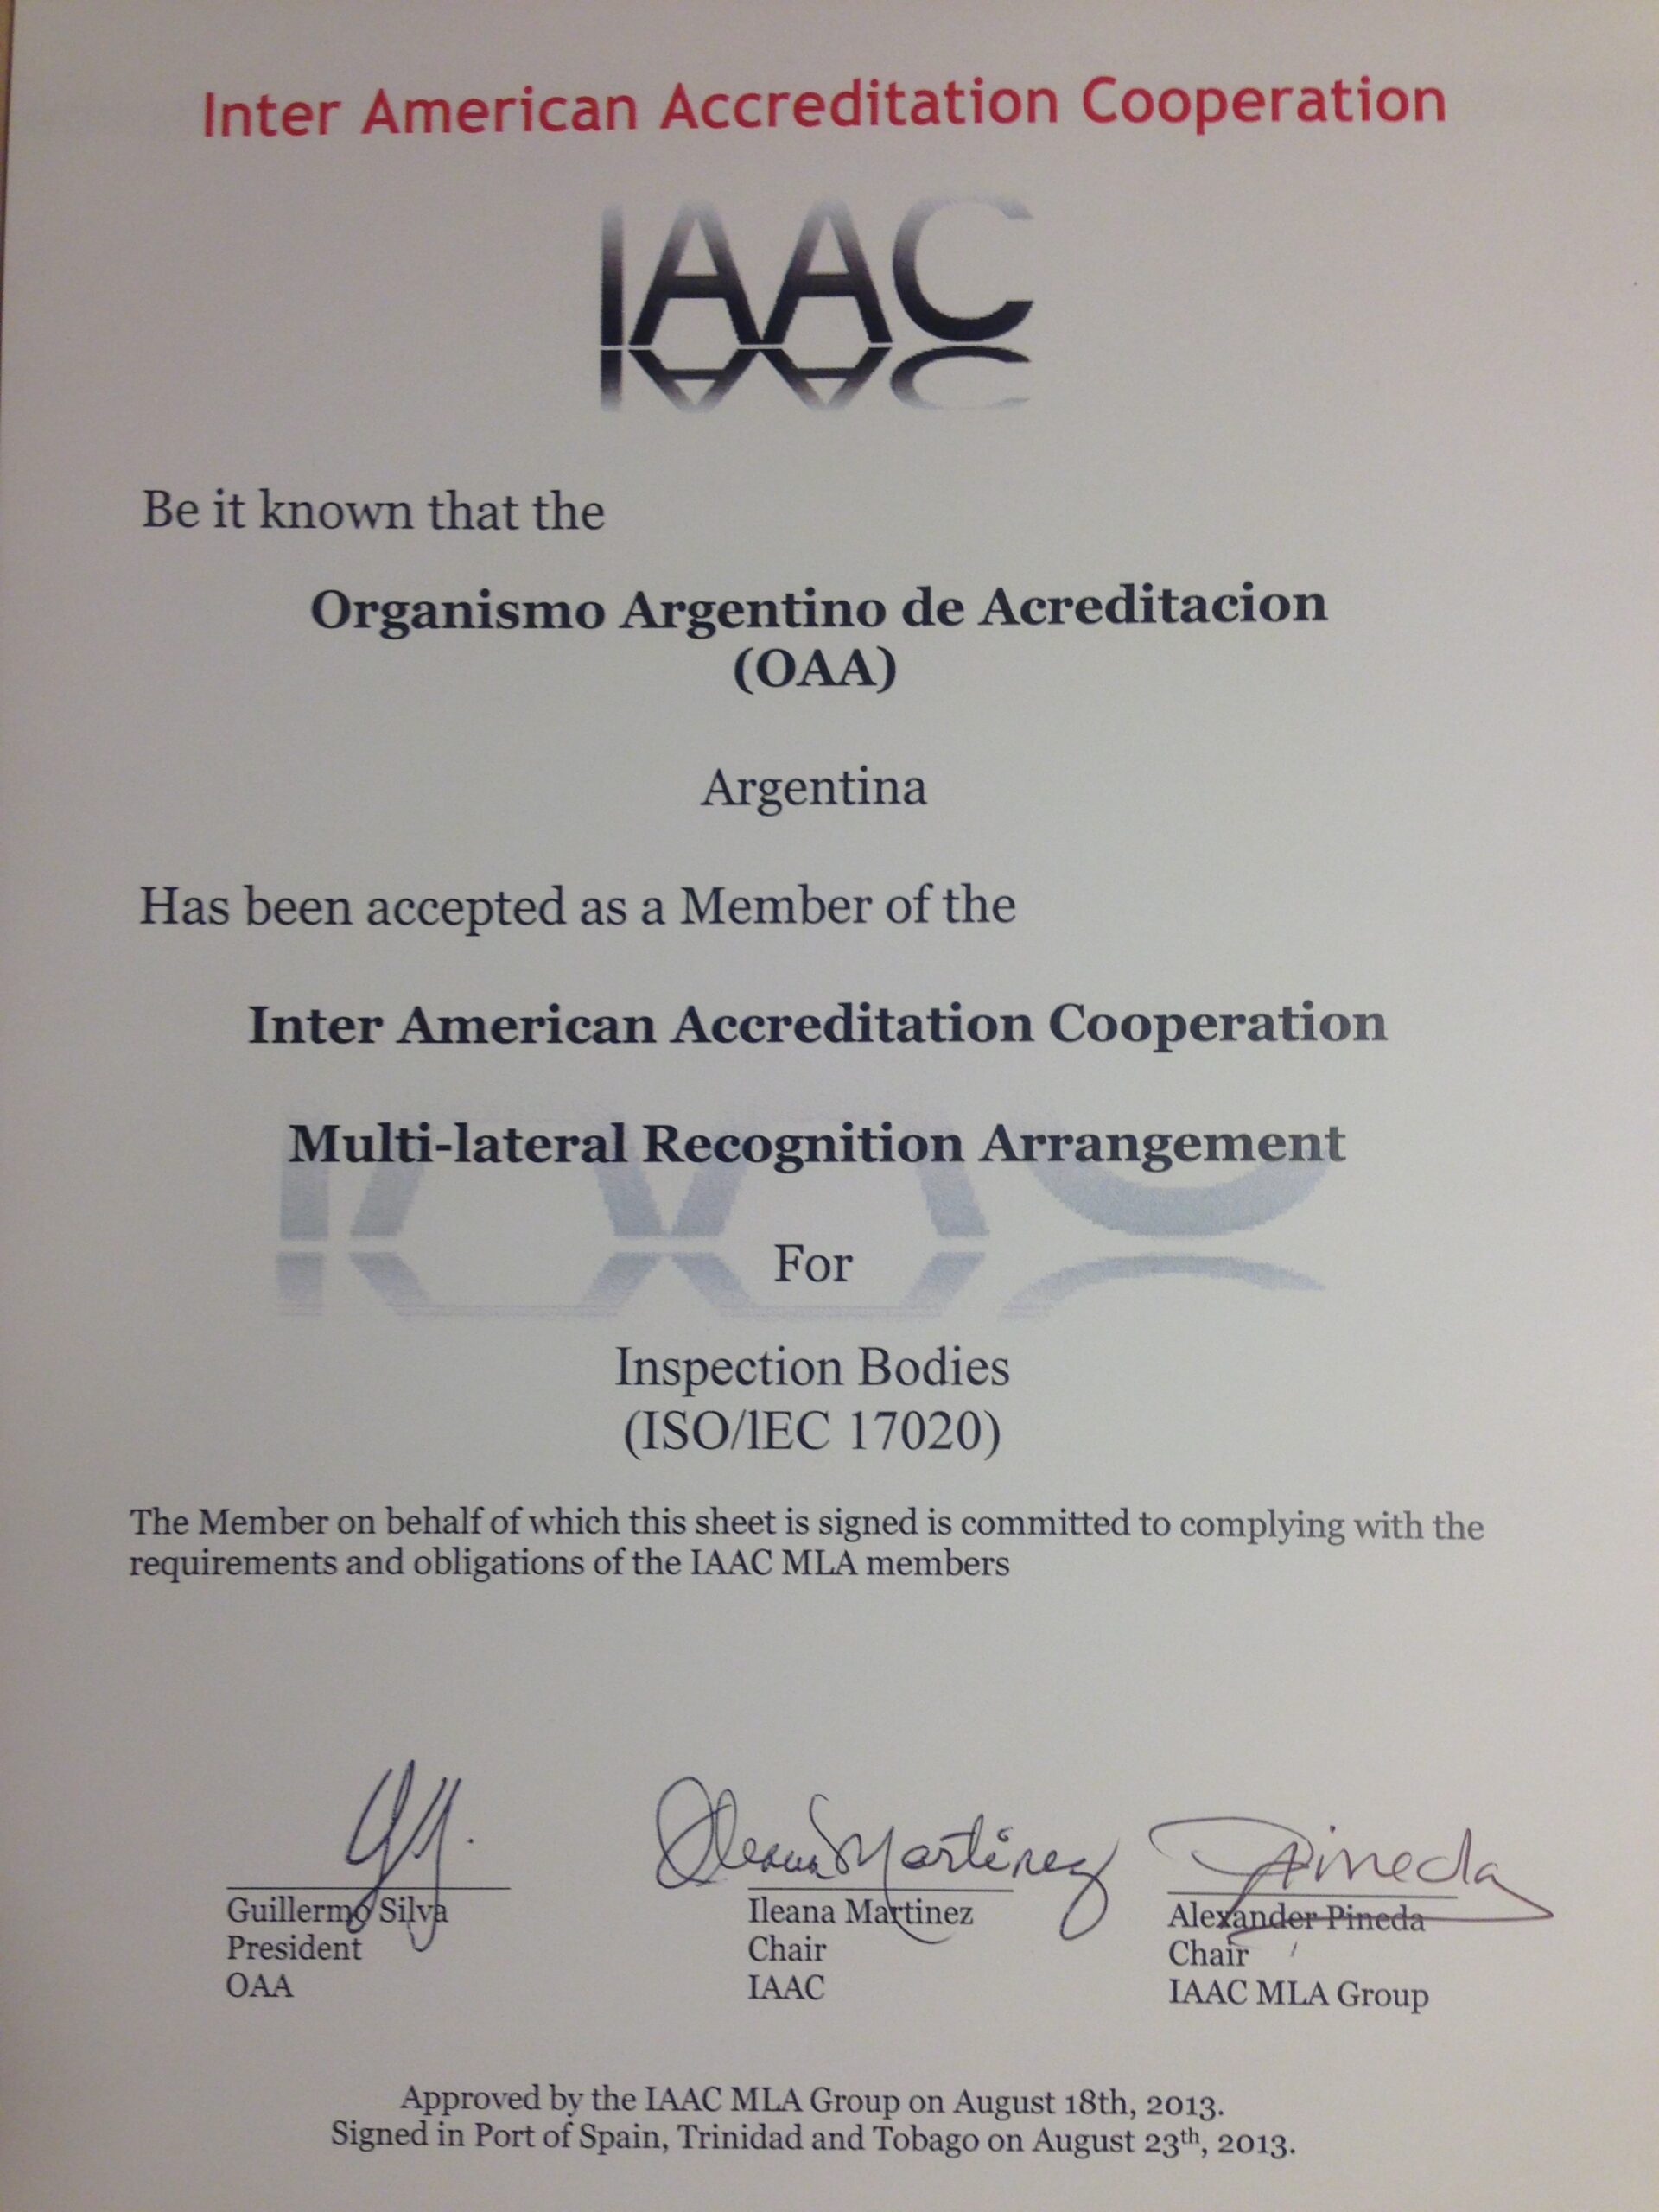 Inter American Accreditation Cooperation
IAAC
Be it known that the
Organismo Argentino de Acreditacion
(OAA)
Argentina
Has been accepted as a Member of the
Inter American Accreditation Cooperation
Multi-lateral Recognition Arrangement
For
Inspection Bodies
(ISO/IEC 17020)
The Member on behalf of which this sheet is signed is committed to complying with the
requirements and obligations of the IAAC MLA members
Ileana Martinez
Pineda
Guillermo Silva
President
OAA
Ileana Martinez
Chair
IAAC
Alexander Pineda
Chair
IAAC MLA Group
Approved by the IAAC MLA Group on August 18th, 2013.
Signed in Port of Spain, Trinidad and Tobago on August 23th, 2013.